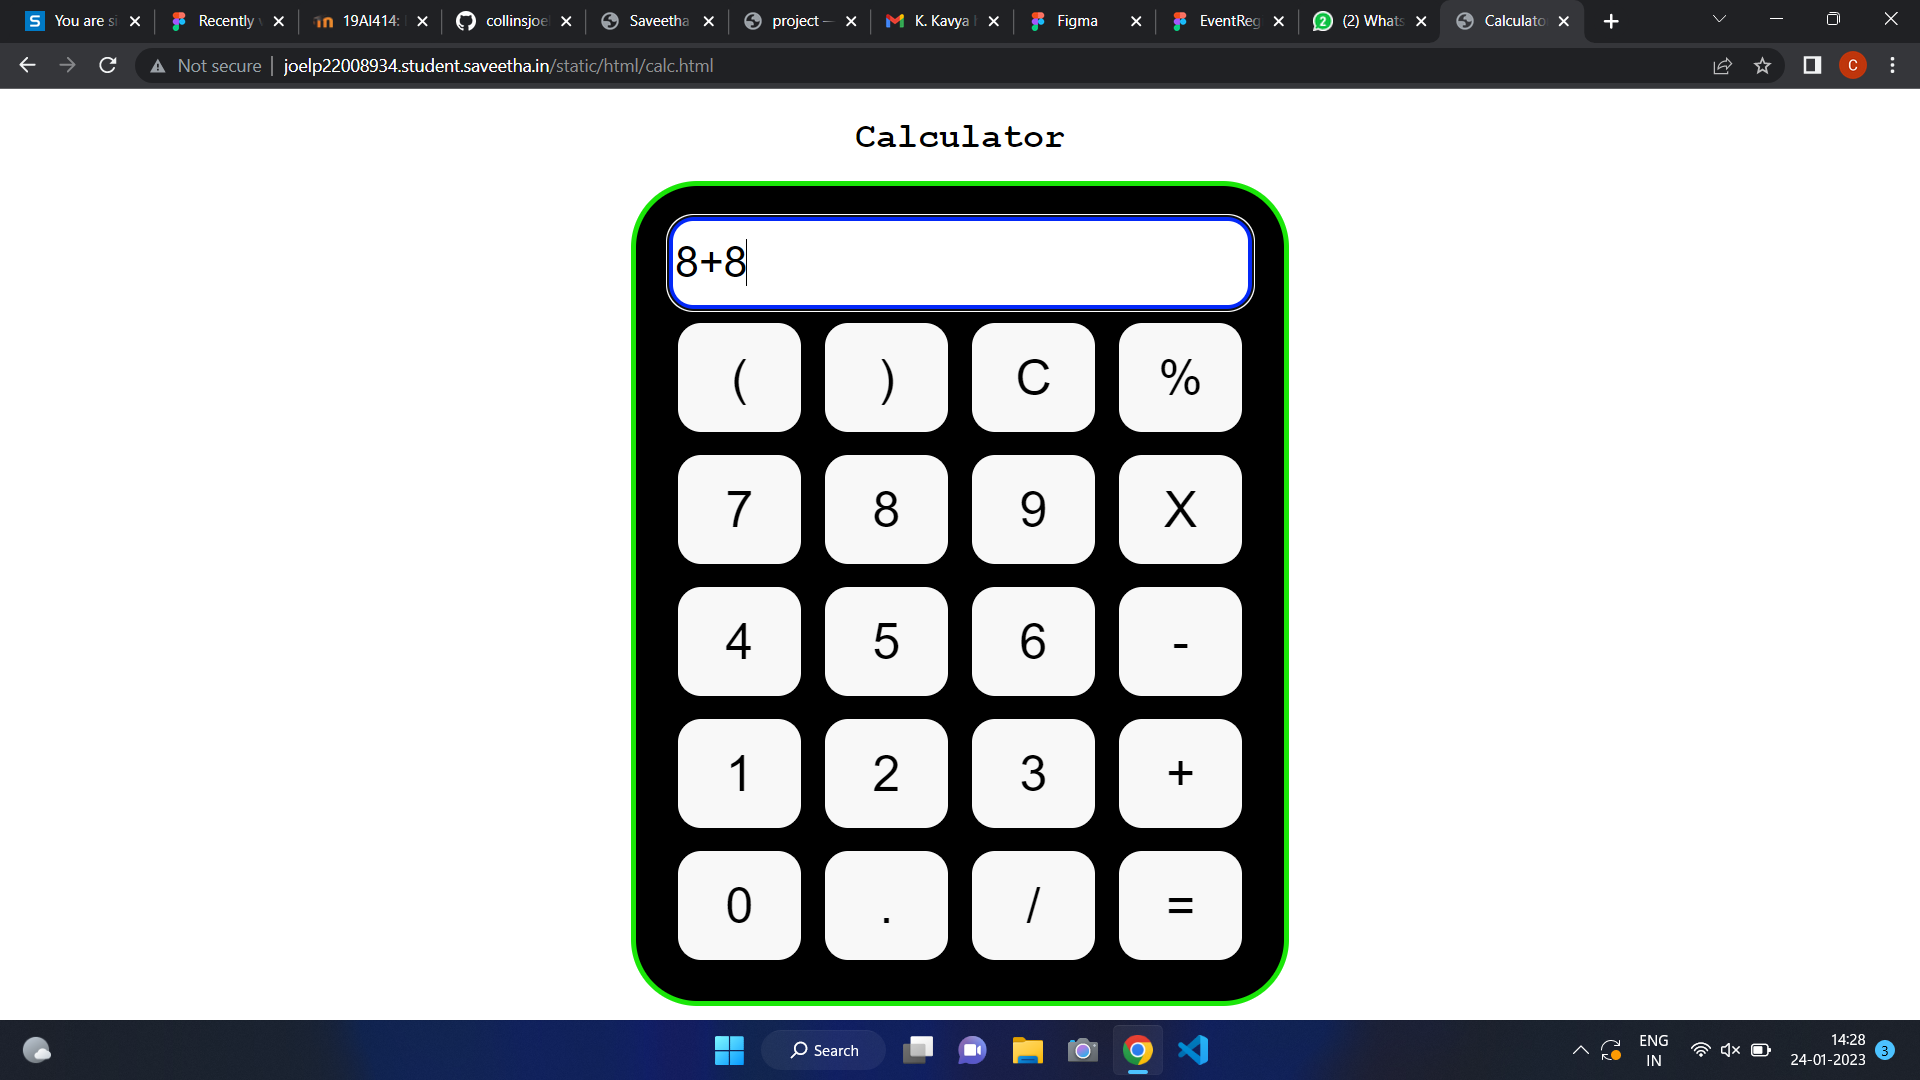 You are si
Recently v
19AI414:
collinsjoel
Saveetha
project —
K. Kavya
Figma
EventReg
(2) Whats
Calculato
Not secure | joelp22008934.student.saveetha.in/static/html/calc.html
C
Calculator
8+8
( ) C %
7 8 9 X
4 5 6 -
1 2 3 +
0 . / =
Search
ENG
IN
14:28
24-01-2023
3